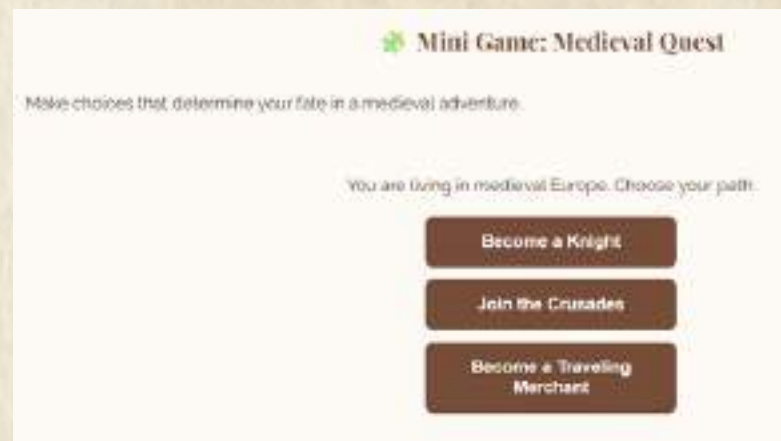 Mini Game: Medieval Quest
Make choices that determine your fate in a medieval adventure.
You are living in medieval Europe. Choose your path.
Become a Knight
Join the Crusades
Become a Traveling
Merchant